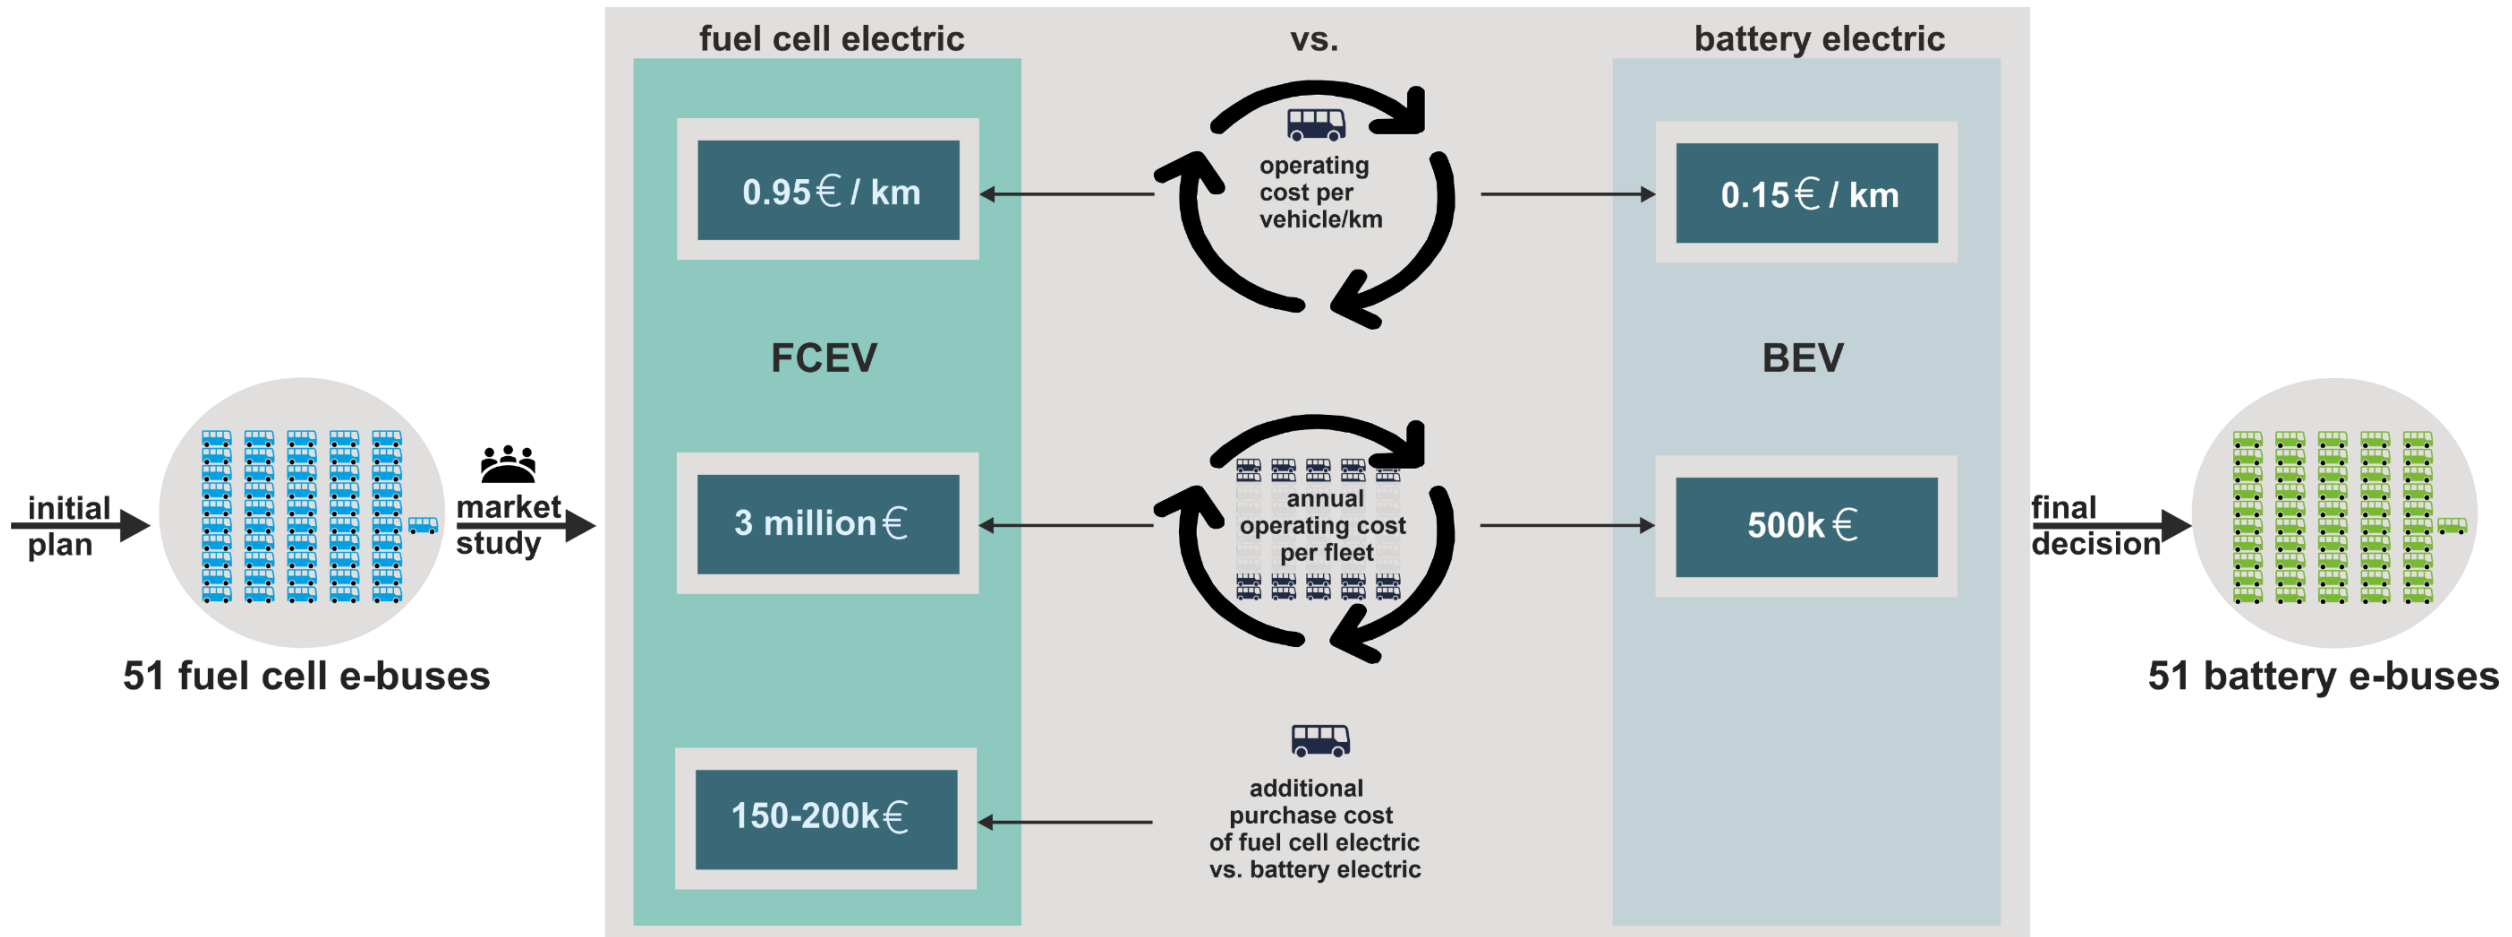 fuel cell electric
vs.
battery electric
0.95€ / km
operating
cost per
vehicle/km
0.15€ / km
FCEV
BEV
initial
plan
51 fuel cell e-buses
market
study
3 million€
annual
operating cost
per fleet
500k€
final
decision
51 battery e-buses
150-200k€
additional
purchase cost
of fuel cell electric
vs. battery electric